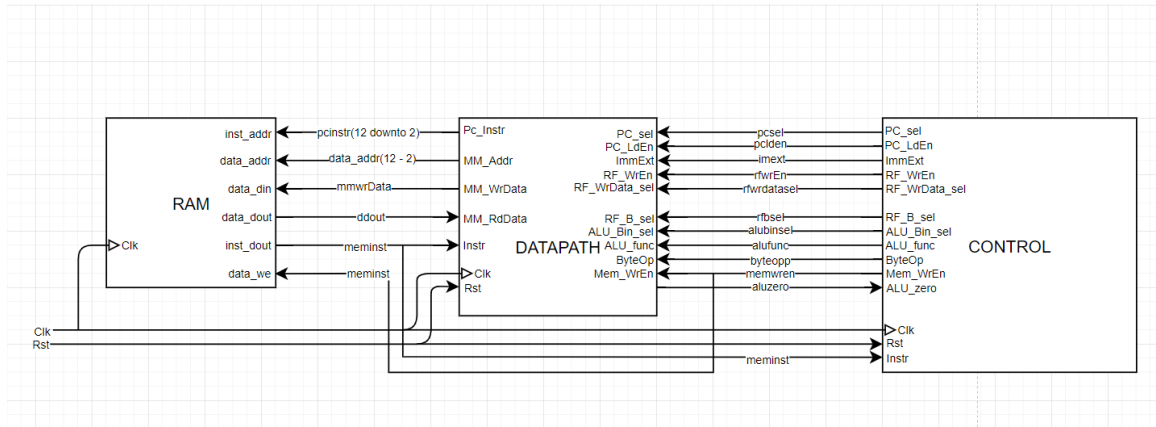 inst_addr
pcinstr(12 downto 2)
Pc_Instr
PC_sel
pcsel
PC_sel
PC_LdEn
pclden
PC_LdEn
data_addr
data_addr(12 - 2)
MM_Addr
ImmExt
imext
ImmExt
RF_WrEn
rfwrEn
RF_WrEn
data_din
mmwrData
MM_WrData
RF_WrData_sel
rfwrdatasel
RF_WrData_sel
RAM
data_dout
ddout
MM_RdData
RF_B_sel
rfbsel
RF_B_sel
ALU_Bin_sel
alubinsel
ALU_Bin_sel
Clk
inst_dout
meminst
Instr
DATAPATH
ALU_func
alufunc
ALU_func
CONTROL
ByteOp
byteopp
ByteOp
data_we
meminst
Clk
Mem_WrEn
memwren
Mem_WrEn
Rst
aluzero
ALU_zero
Clk
Clk
Rst
Rst
meminst
Instr